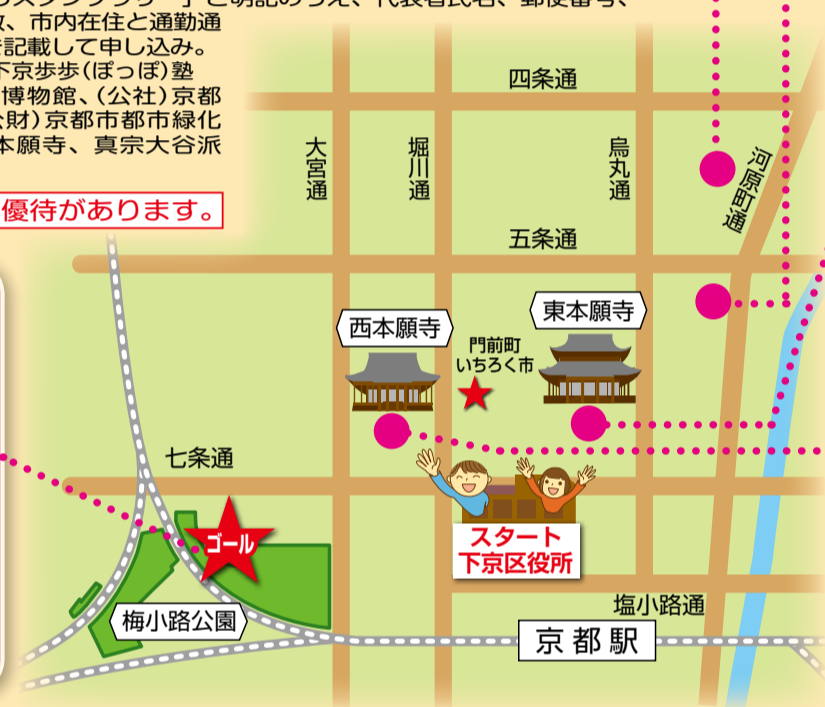 スタンプラリー」と明記のうえ、代表者氏名、郵便番号、
、市内在住と通勤通
記載して申し込み。
下京歩歩(ぽっぽ)塾
博物館、(公社)京都
財)京都市都市緑化
本願寺、真宗大谷派
優待があります。
四条通
大宮通
堀川通
烏丸通
河原町通
五条通
西本願寺
東本願寺
門前町
いちろく市
七条通
ゴール
スタート
下京区役所
梅小路公園
塩小路通
京都駅